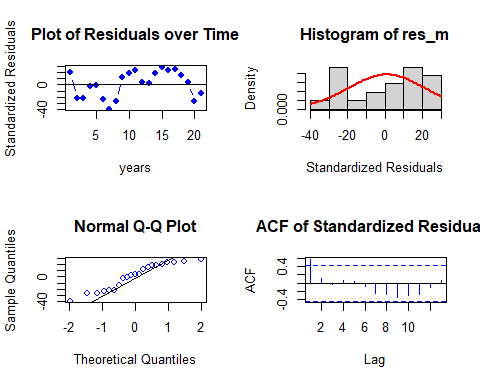 Plot of Residuals over Time
Standardized Residuals
-40 0
5 10 15 20
years
Histogram of res_m
Density
0.000
-40 -20 0 20
Standardized Residuals
Normal Q-Q Plot
Sample Quantiles
-40 0
-2 -1 0 1 2
Theoretical Quantiles
ACF of Standardized Residua
ACF
-0.4 0.4
2 4 6 8 10
Lag